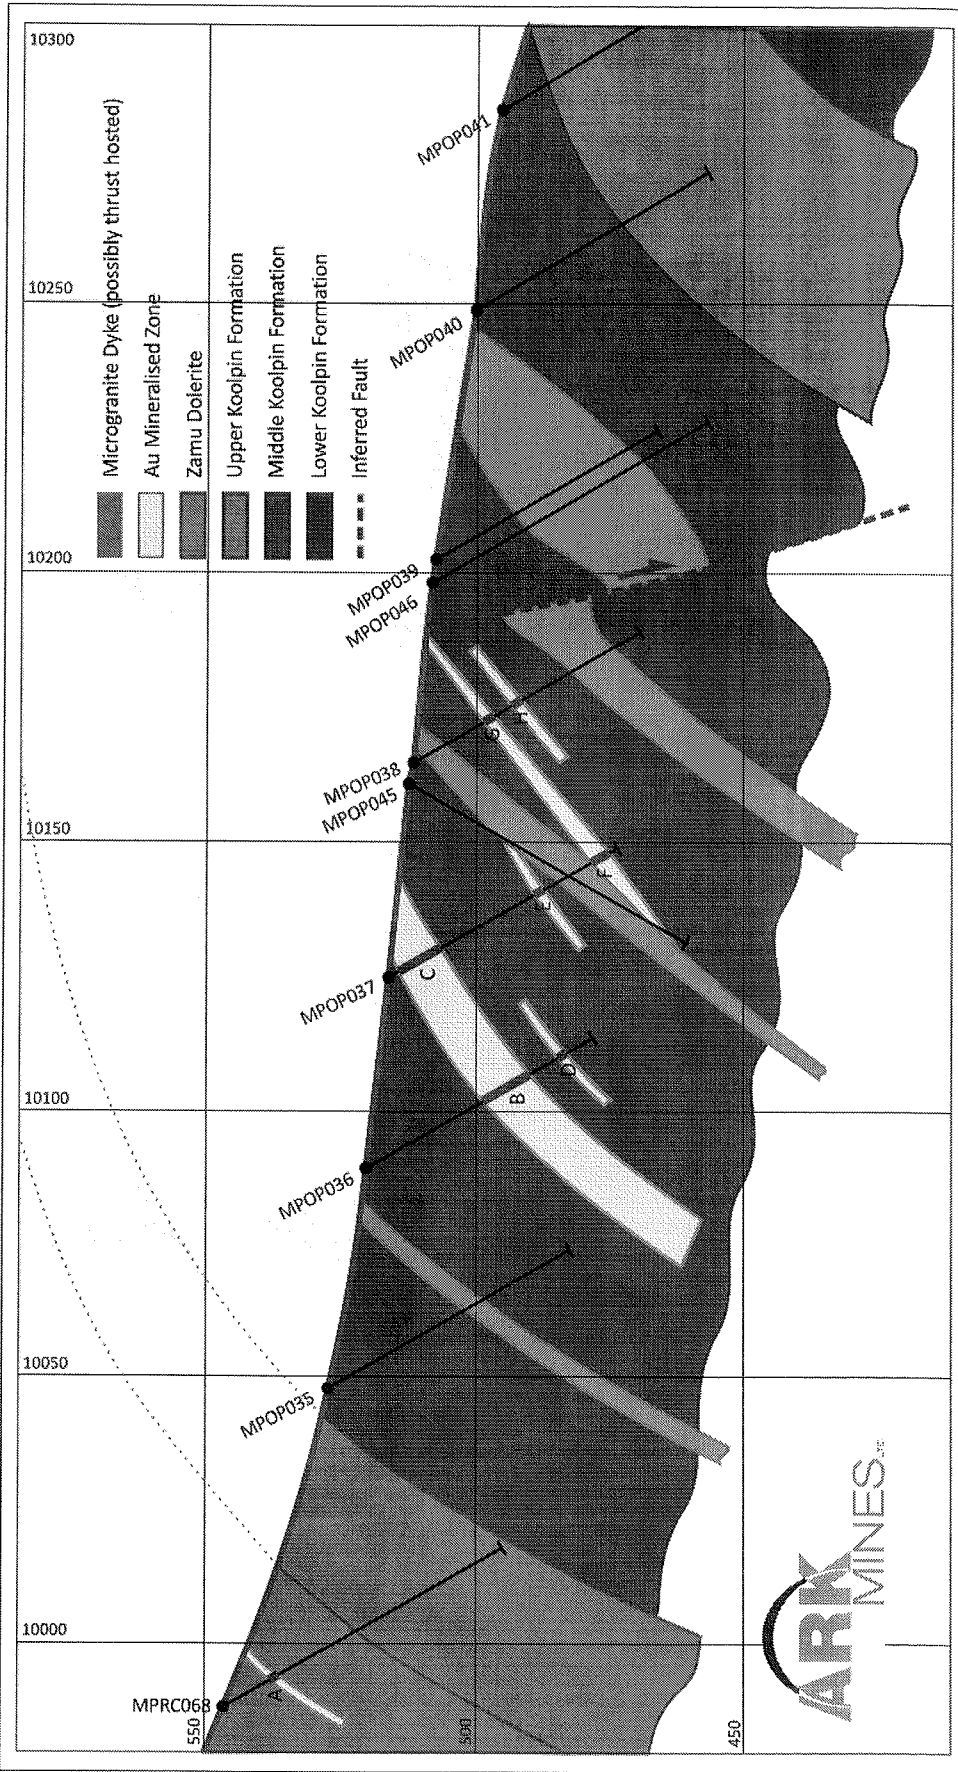 10300
10250
10200
10150
10100
10050
10000
550
500
450
Microgranite Dyke (possibly thrust hosted)
Au Mineralised Zone
Zamu Dolerite
Upper Koolpin Formation
Middle Koolpin Formation
Lower Koolpin Formation
Inferred Fault
MPOP041
MPOP040
MPOP039
MPOP046
MPOP038
MPOP045
MPOP037
MPOP036
MPOP035
MPRC068
A
B
C
D
E
F
G
H
ARK
MINES LTD